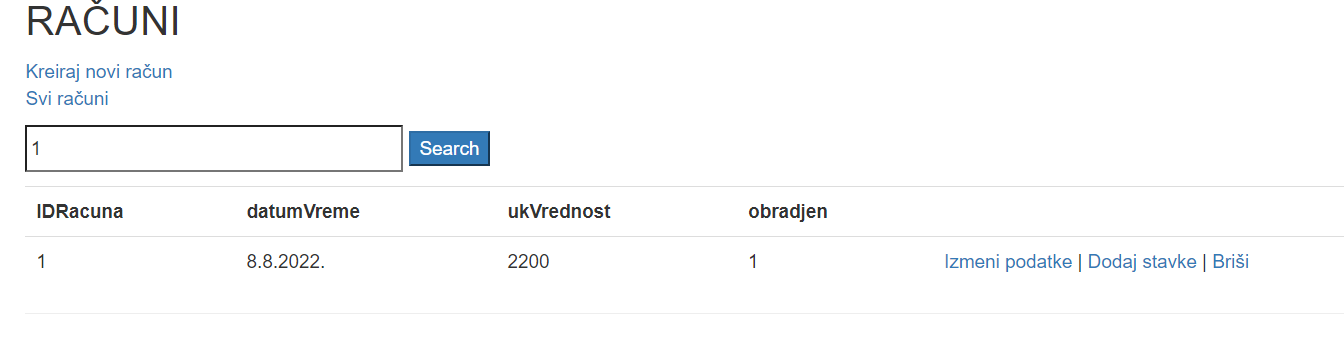 RAČUNI
Kreiraj novi račun
Svi računi
1 Search
IDRacuna datumVreme ukVrednost obradjen
1 8.8.2022. 2200 1 Izmeni podatke | Dodaj stavke | Briši